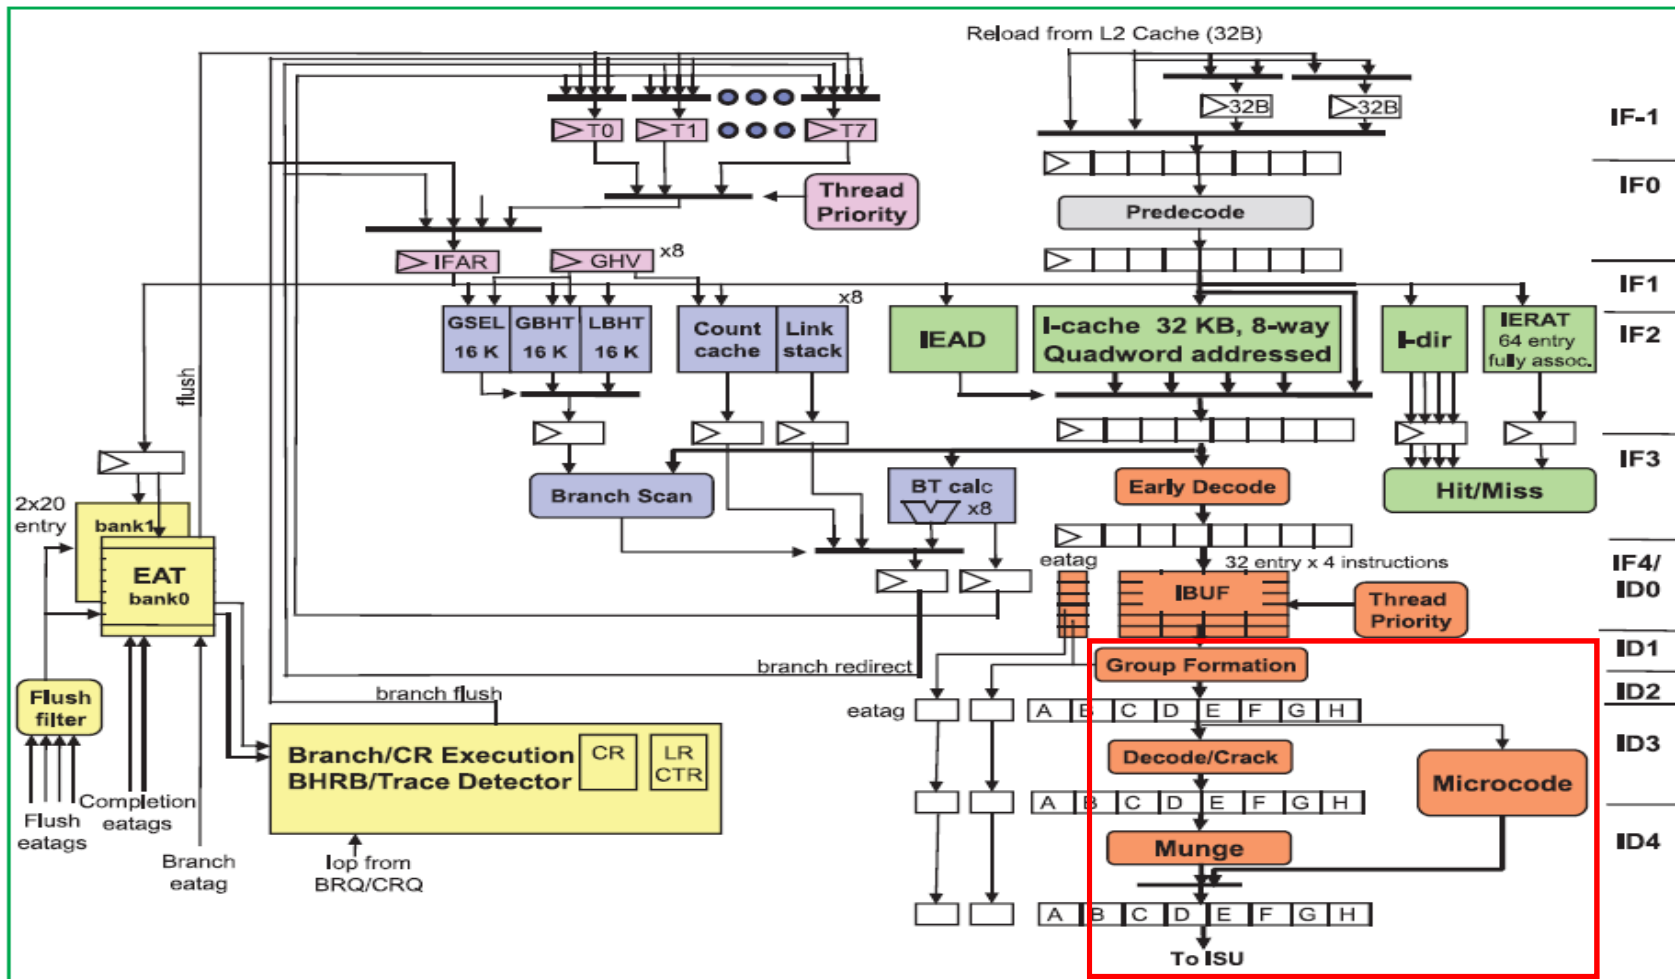 Reload from L2 Cache (32B)
32B
32B
IF-1
T0
T1
T7
IF0
Thread
Priority
Predecode
IFAR
GHV
x8
IF1
GSEL
16 K
GBHT
16 K
LBHT
16 K
Count
cache
Link
stack
x8
IEAD
I-cache 32 KB, 8-way
Quadword addressed
I-dir
IERAT
64 entry
fully assoc.
IF2
flush
IF3
Branch Scan
BT calc
x8
Early Decode
Hit/Miss
2x20
entry
bank1
EAT
bank0
eatag
32 entry x 4 instructions
IBUF
Thread
Priority
IF4/
ID0
branch redirect
Group Formation
ID1
Flush
filter
branch flush
eatag
A B C D E F G H
ID2
Branch/CR Execution
BHRB/Trace Detector
CR
LR
CTR
Decode/Crack
Microcode
ID3
Completion
eatags
Flush
eatags
A B C D E F G H
Munge
ID4
Branch
eatag
Iop from
BRQ/CRQ
A B C D E F G H
To ISU